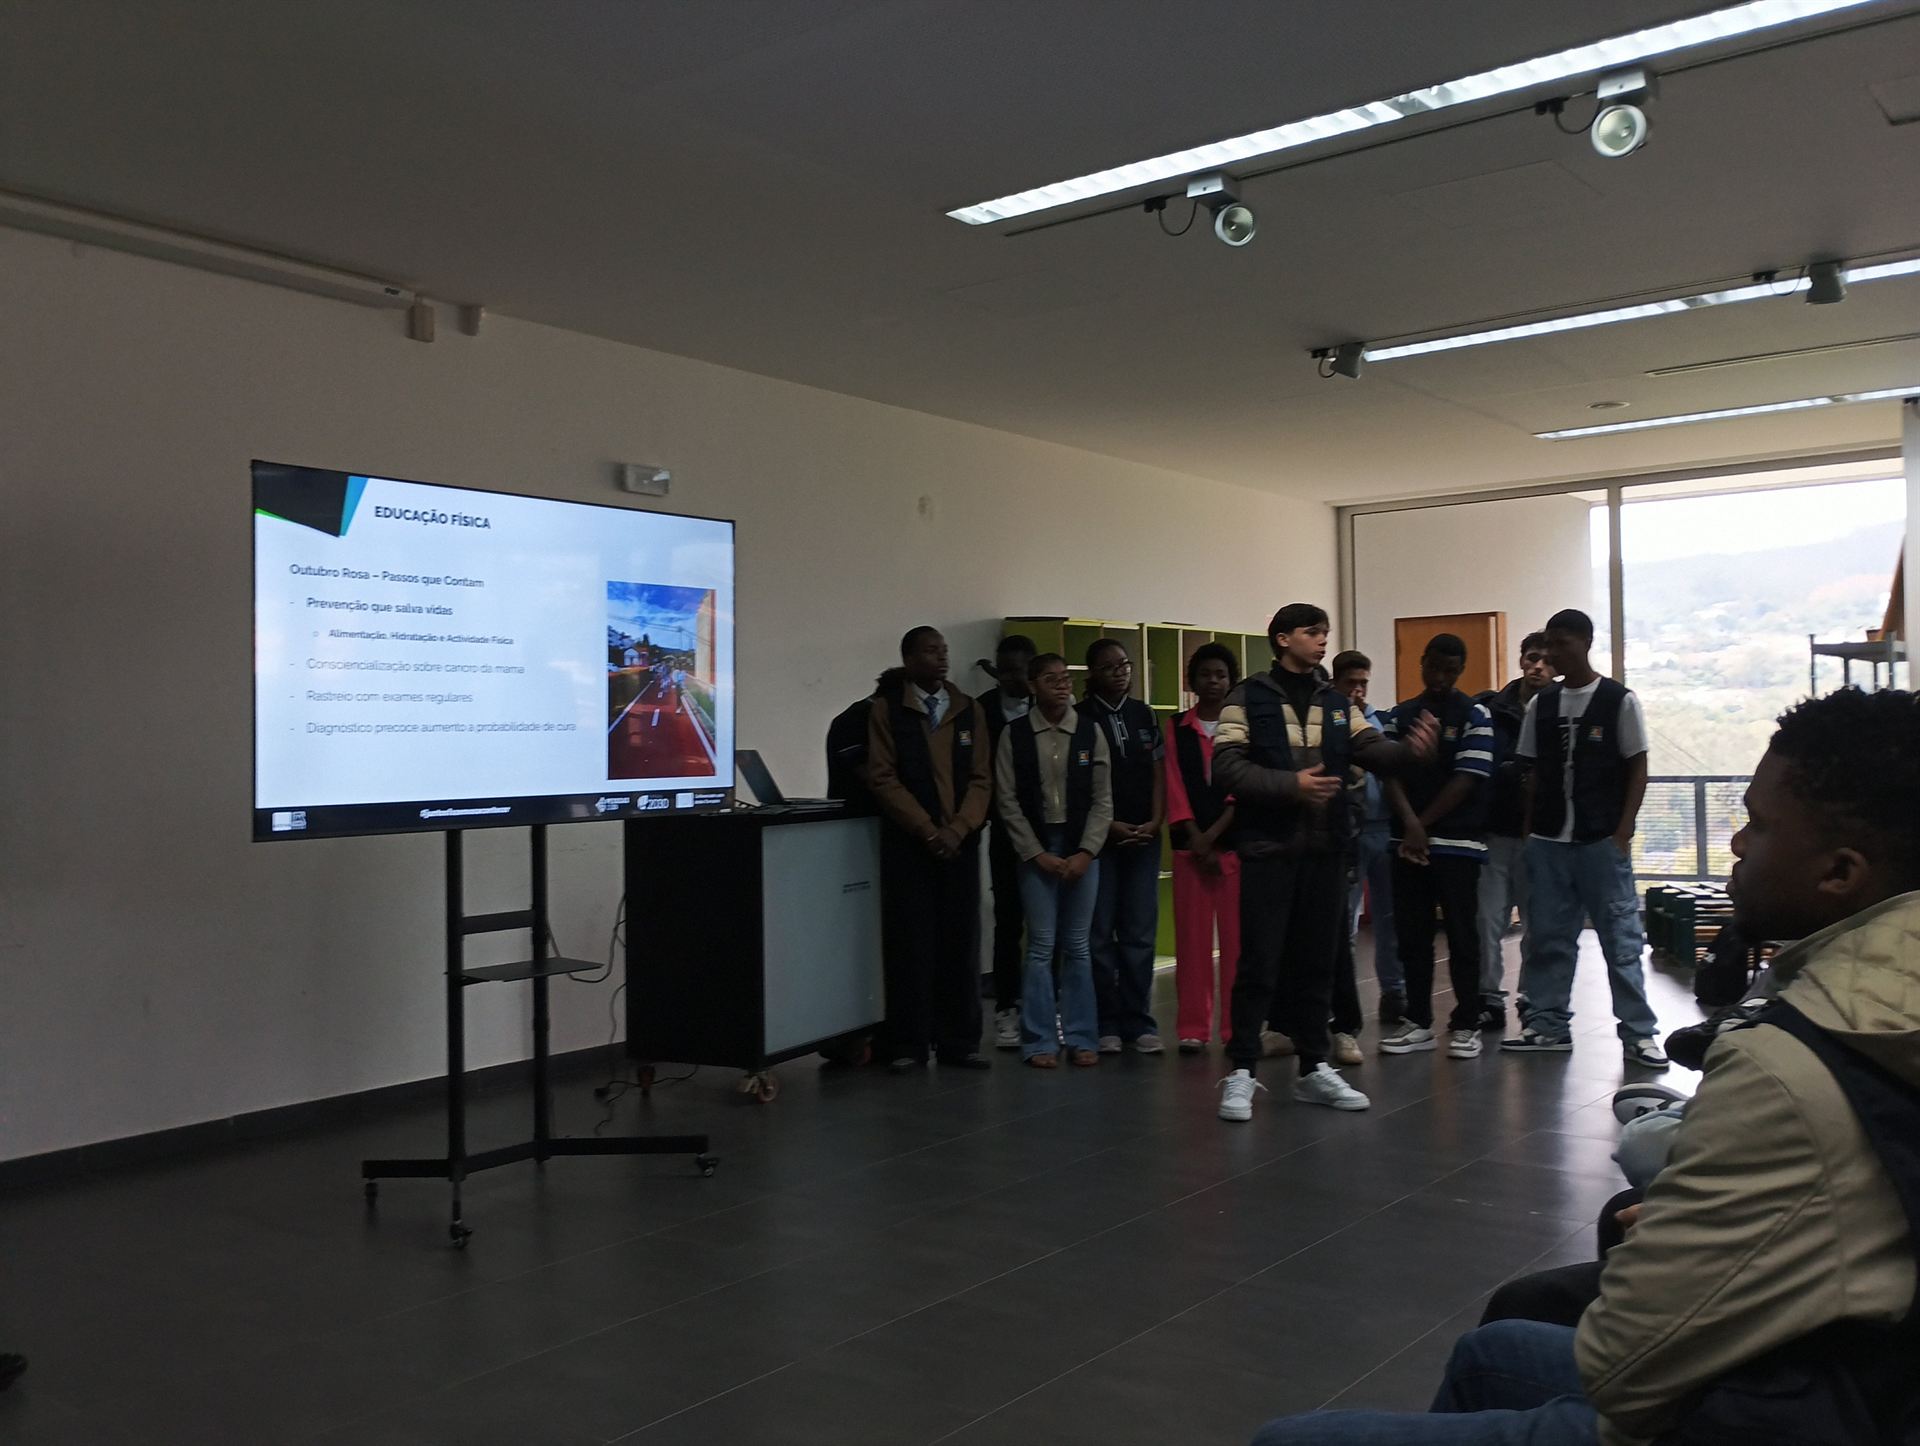 EDUCAÇÃO FÍSICA
Outubro Rosa – Passos que Contam
- Prevenção que salva vidas
○ Alimentação, Hidratação e Actividade Física
- Consciencialização sobre cancro da mama
- Rastreio com exames regulares
- Diagnóstico precoce aumenta a probabilidade de cura
2030